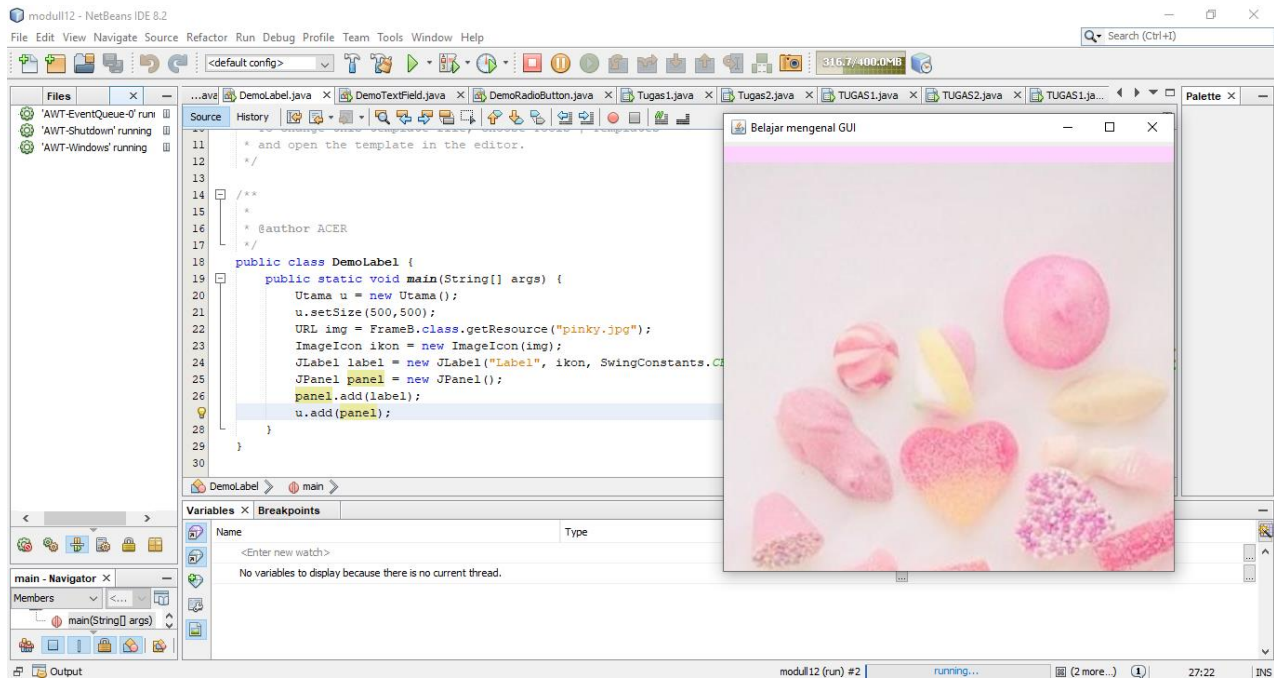 modull12 - NetBeans IDE 8.2
File Edit View Navigate Source Refactor Run Debug Profile Team Tools Window Help
Search (Ctrl+I)
<default config>
316.7/400.0MB
Files
...ava DemoLabel.java DemoTextField.java DemoRadioButton.java Tugas1.java Tugas2.java TUGAS1.java TUGAS2.java TUGAS1.ja...
Palette
'AWT-EventQueue-0' runi
'AWT-Shutdown' running
'AWT-Windows' running
Source History
Belajar mengenal GUI
11 * and open the template in the editor.
12 */
13
14 /**
15 *
16 * @author ACER
17 */
18 public class DemoLabel {
19 public static void main(String[] args) {
20 Utama u = new Utama();
21 u.setSize(500,500);
22 URL img = FrameB.class.getResource("pinky.jpg");
23 ImageIcon ikon = new ImageIcon(img);
24 JLabel label = new JLabel("Label", ikon, SwingConstants.CE
25 JPanel panel = new JPanel();
26 panel.add(label);
u.add(panel);
28 }
29 }
30
DemoLabel main
Variables Breakpoints
Name Type
<Enter new watch>
No variables to display because there is no current thread.
main - Navigator
Members <...
main(String[] args)
Output
modull12 (run) #2 running... (2 more...) 1 27:22 INS